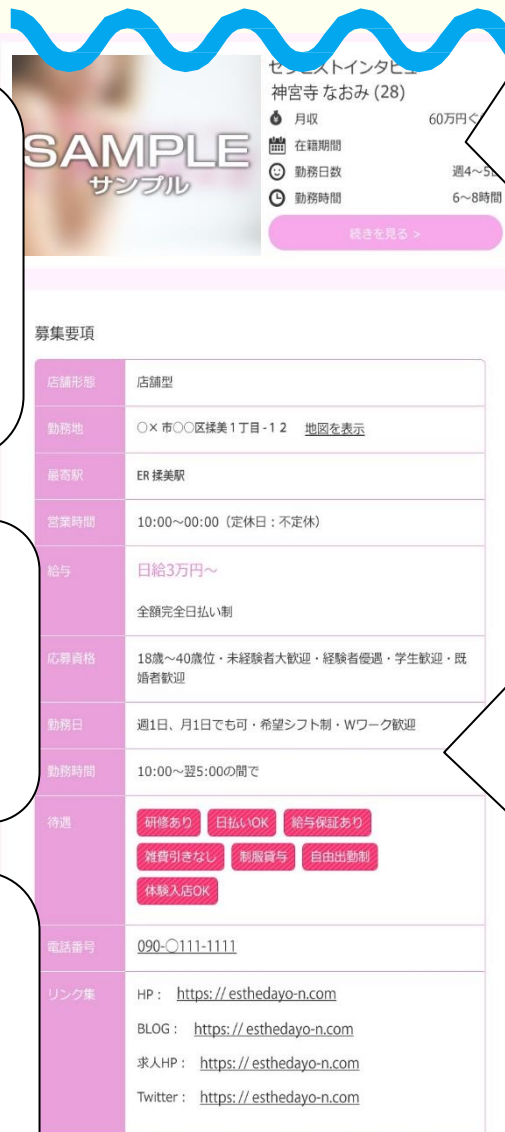 セラピストインタビュー
神宮寺 なおみ (28)
SAMPLE
サンプル
月収 60万円ぐ
在籍期間
勤務日数 週4～5
勤務時間 6～8時間
続きを見る >
募集要項
店舗形態 店舗型
勤務地 ○× 市○○区揉美1丁目-12 地図を表示
最寄駅 ER 揉美駅
営業時間 10:00～00:00（定休日：不定休）
給与 日給3万円～
全額完全日払い制
応募資格 18歳～40歳位・未経験者大歓迎・経験者優遇・学生歓迎・既
婚者歓迎
勤務日 週1日、月1日でも可・希望シフト制・Wワーク歓迎
勤務時間 10:00～翌5:00の間で
待遇 研修あり 日払いOK 給与保証あり
雑費引きなし 制服貸与 自由出勤制
体験入店OK
電話番号 090-○111-1111
リンク集 HP： https:// esthedayo-n.com
BLOG： https:// esthedayo-n.com
求人HP： https:// esthedayo-n.com
Twitter： https:// esthedayo-n.com